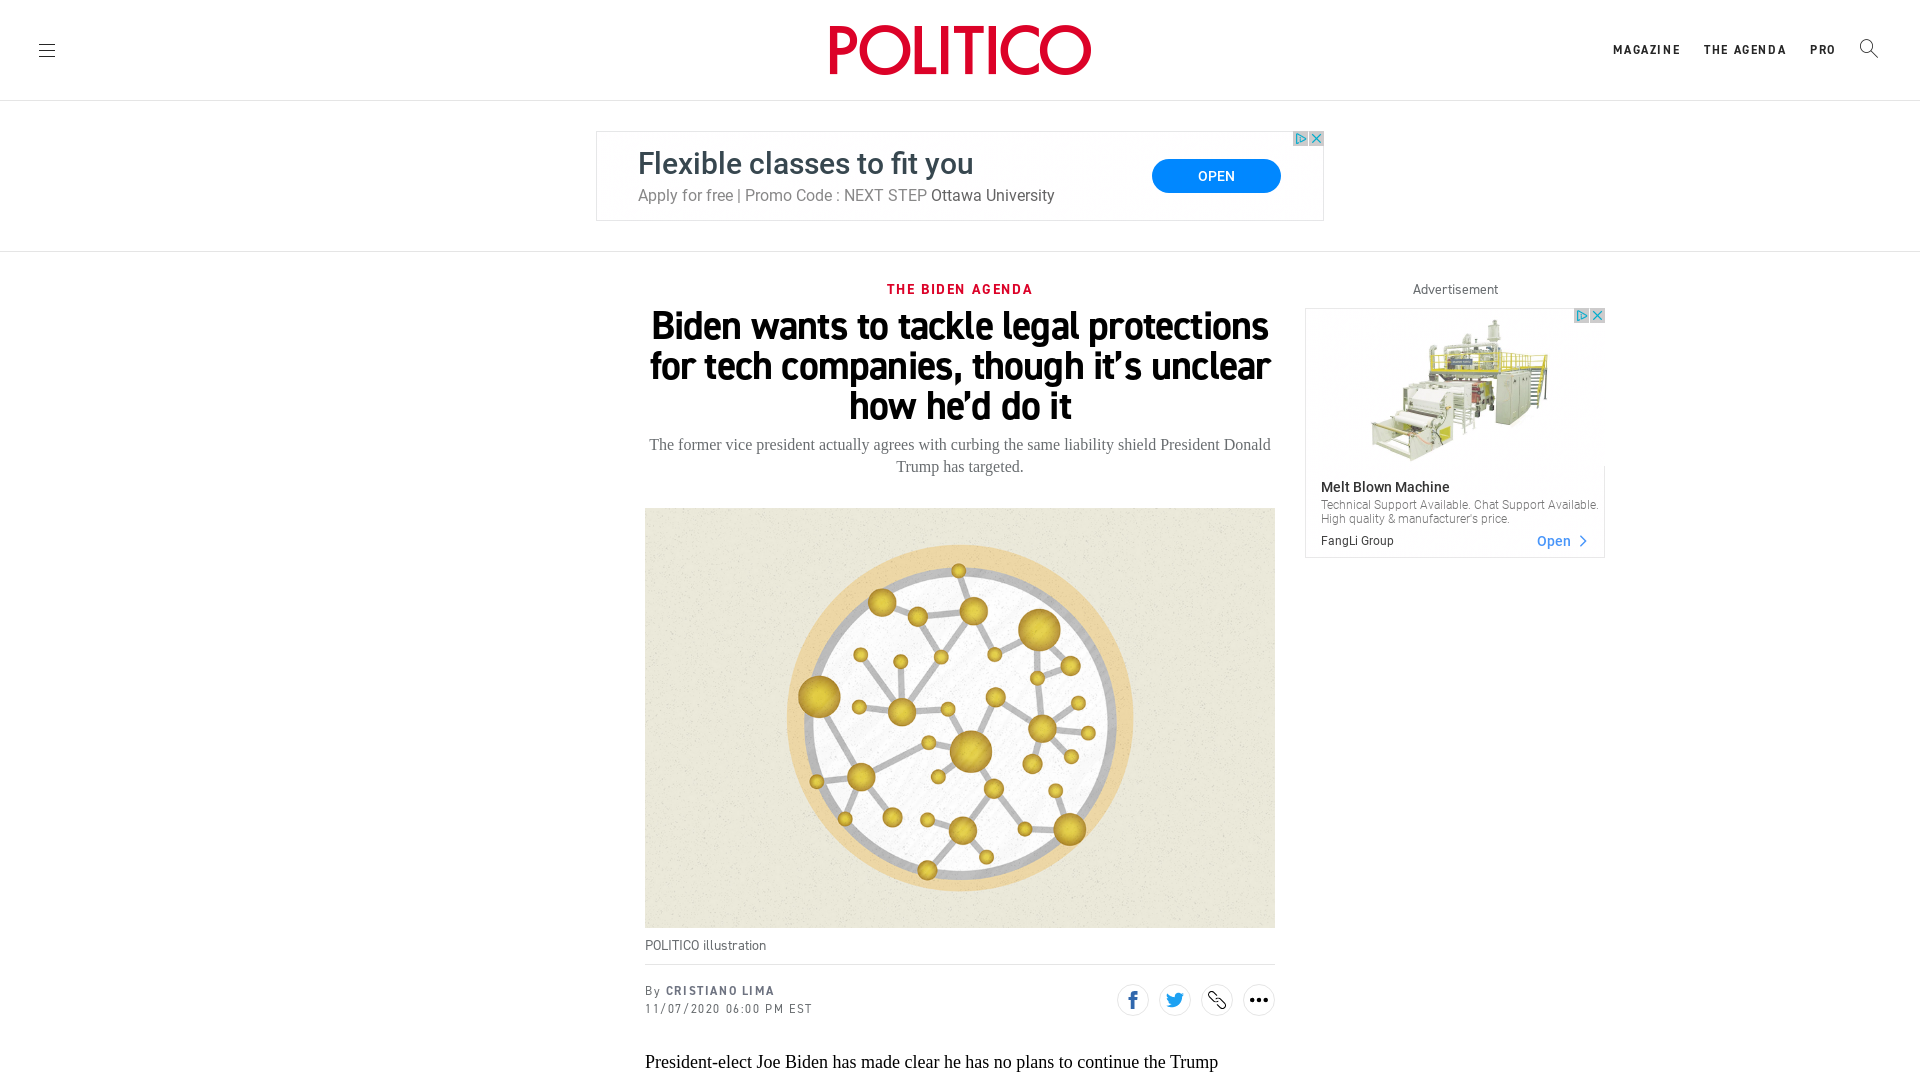 POLITICO
MAGAZINE THE AGENDA PRO
Flexible classes to fit you
Apply for free | Promo Code : NEXT STEP Ottawa University
OPEN
THE BIDEN AGENDA
Biden wants to tackle legal protections
for tech companies, though it’s unclear
how he’d do it
The former vice president actually agrees with curbing the same liability shield President Donald
Trump has targeted.
Advertisement
Melt Blown Machine
Technical Support Available. Chat Support Available.
High quality & manufacturer's price.
FangLi Group
Open
POLITICO illustration
By CRISTIANO LIMA
11/07/2020 06:00 PM EST
President-elect Joe Biden has made clear he has no plans to continue the Trump